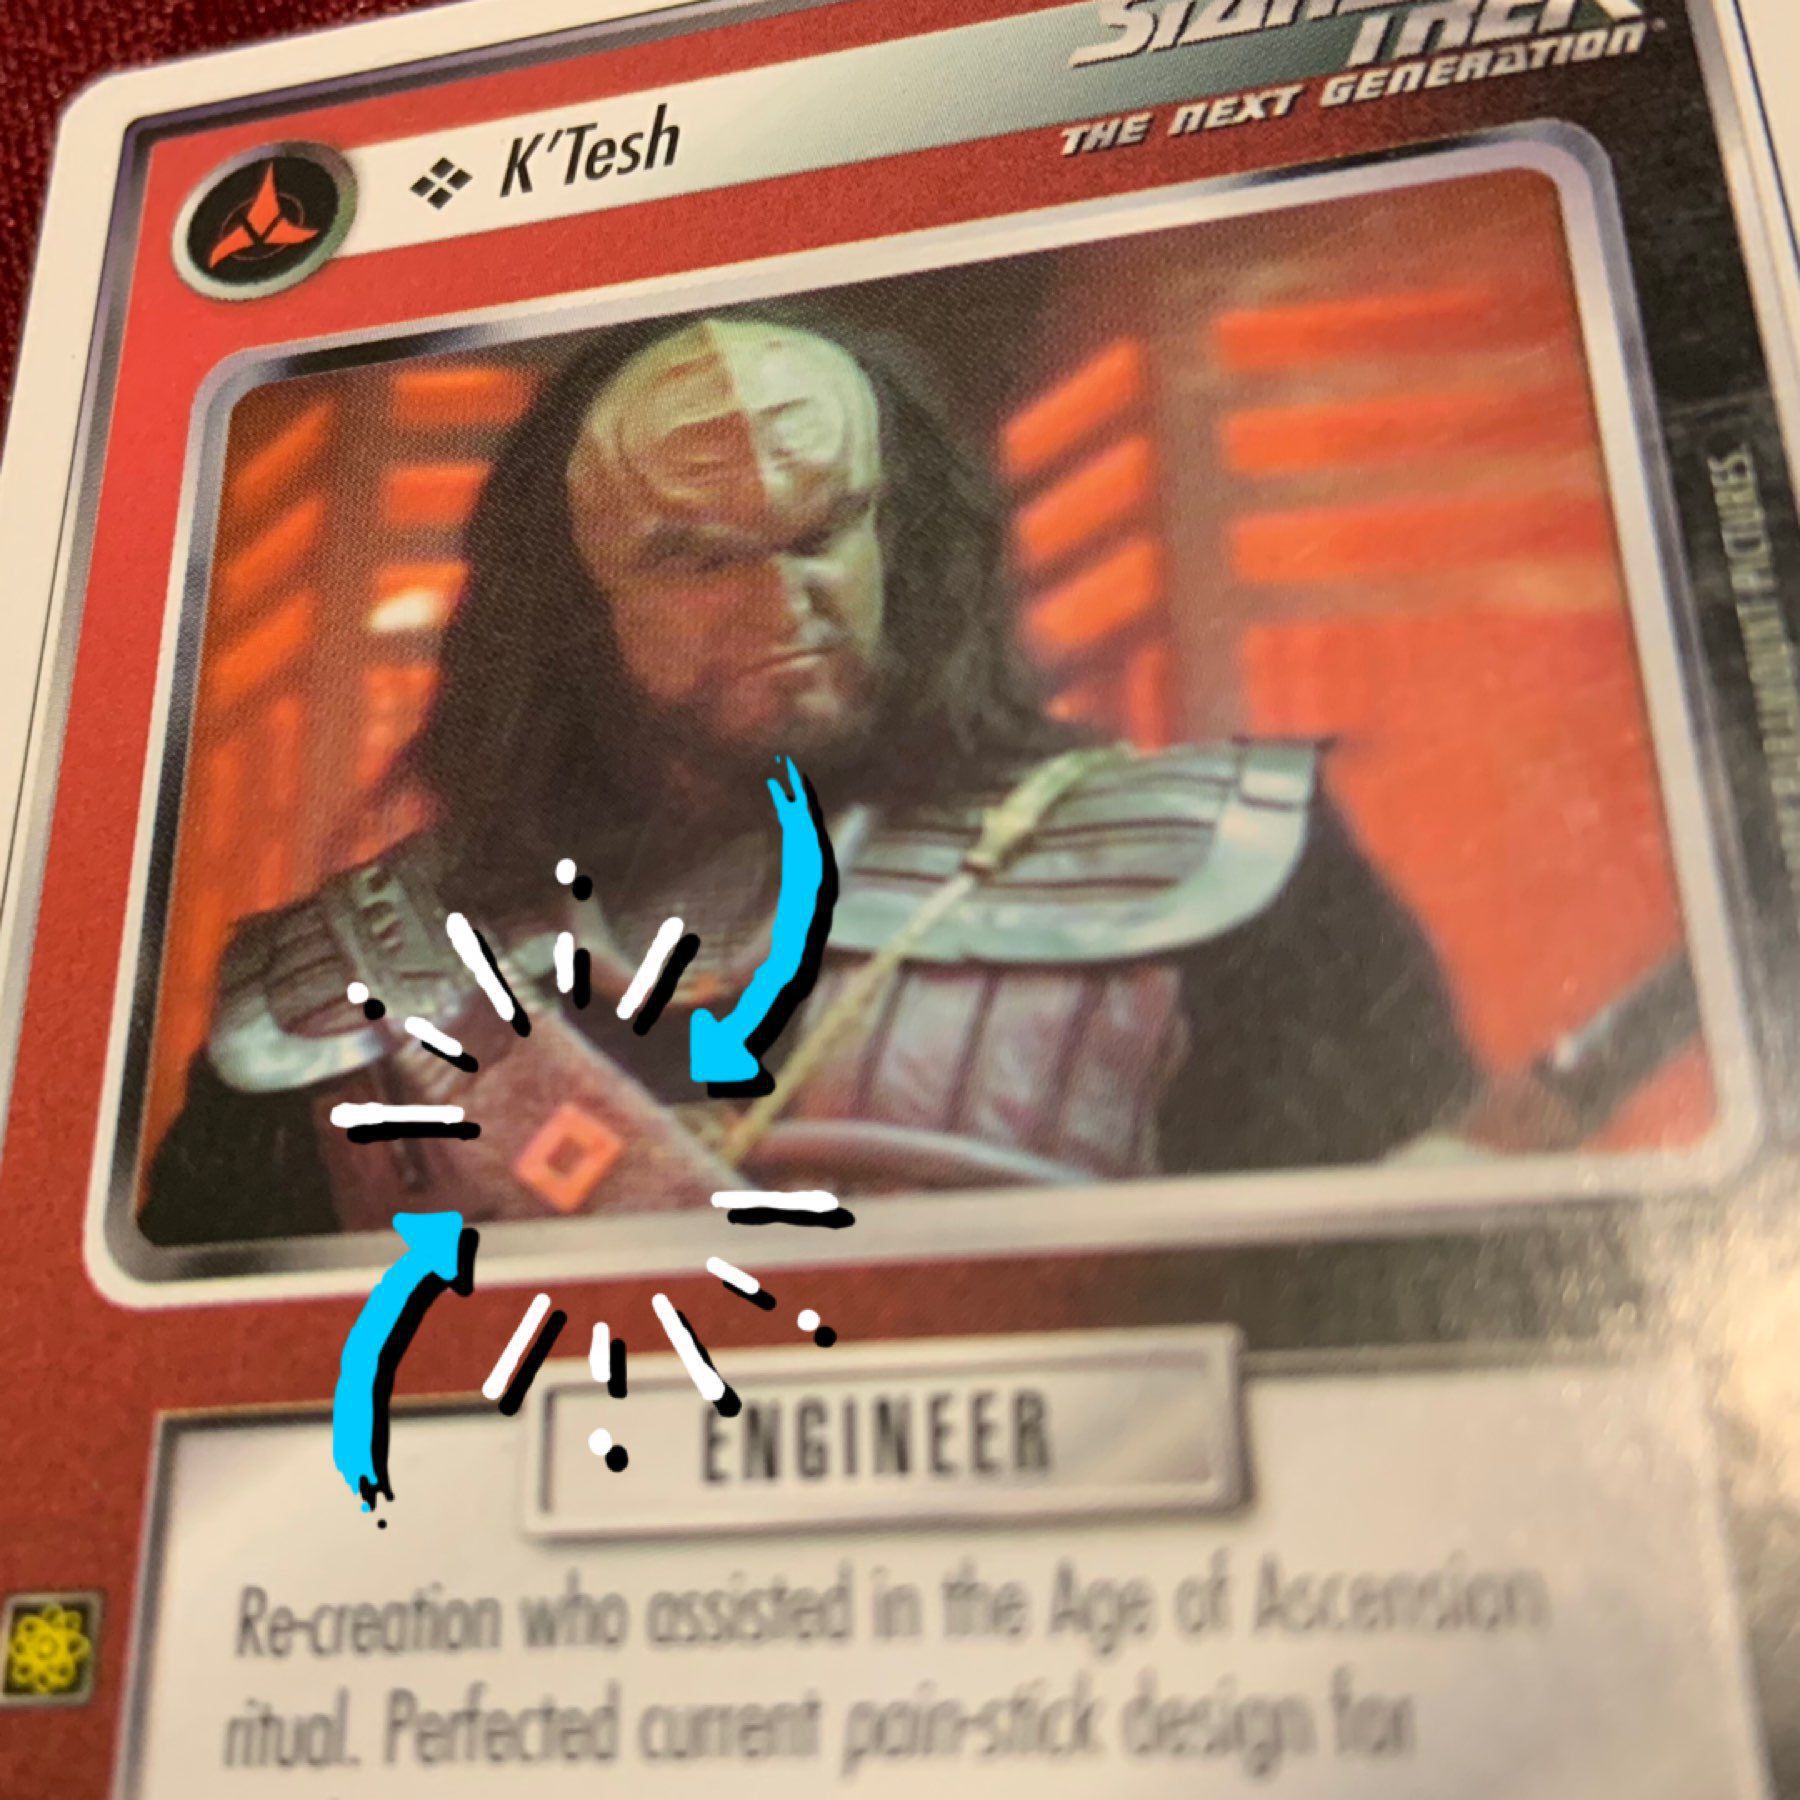 STAR
TREK
THE NEXT GENERATION
❖ K'Tesh
PICTURES.
ENGINEER
Re-creation who assisted in the Age of Ascension
ritual. Perfected current pain-stick design for